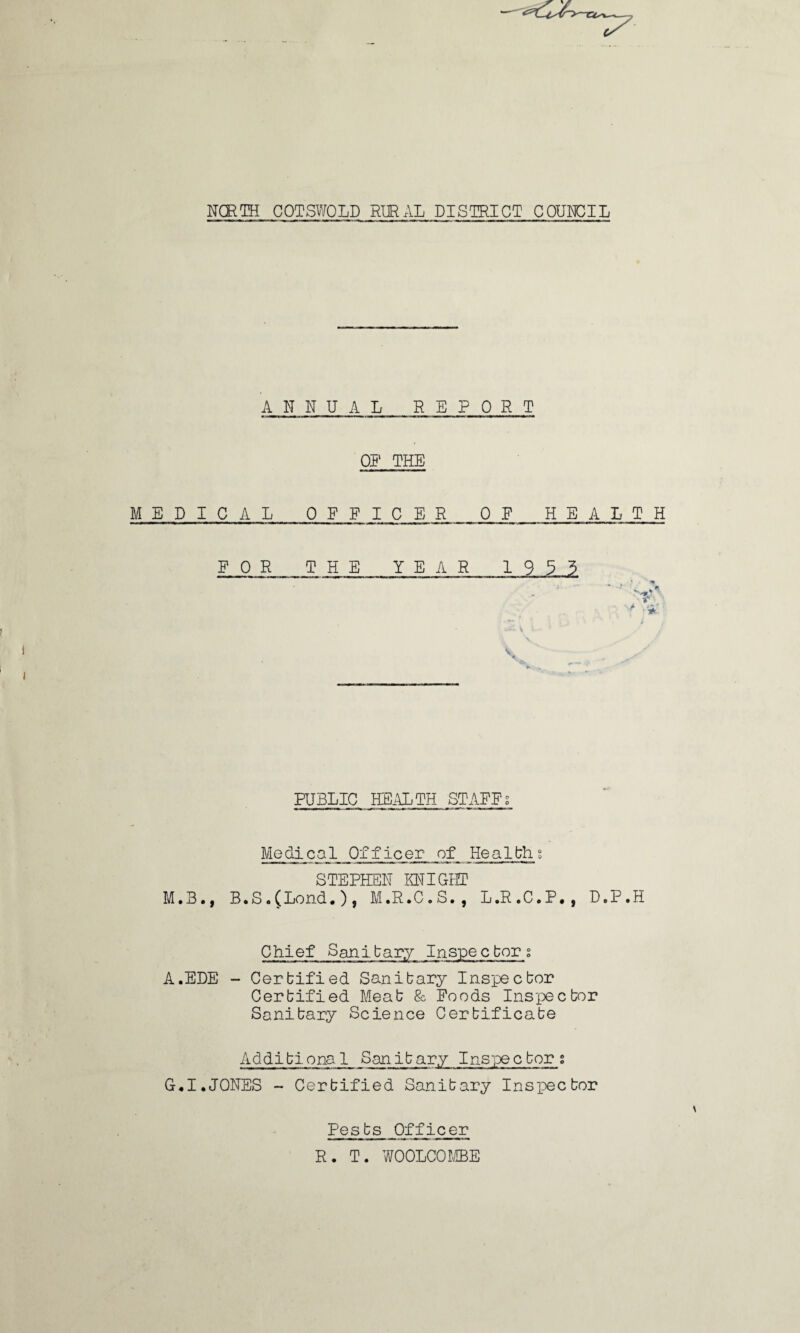 NORTH COTSWOLD RURAL DISTRICT COUNCIL
ANNUAL REPORT
OF THE
MEDICAL OFFICER OF HEALTH
FOR THE YEAR 1953
PUBLIC HEALTH STAFF:
Medical Officer of Health:
STEPHEN KNIGHT
M.B., B.S.(Lond.), M.R.C.S., L.R.C.P., D.P.H
Chief Sanitary Inspector:
A.EDE - Certified Sanitary Inspector
Certified Meat & Foods Inspector
Sanitary Science Certificate
Additional Sanitary Inspector:
G.I.JONES - Certified Sanitary Inspector
Pests Officer
R. T. WOOLCOMBE